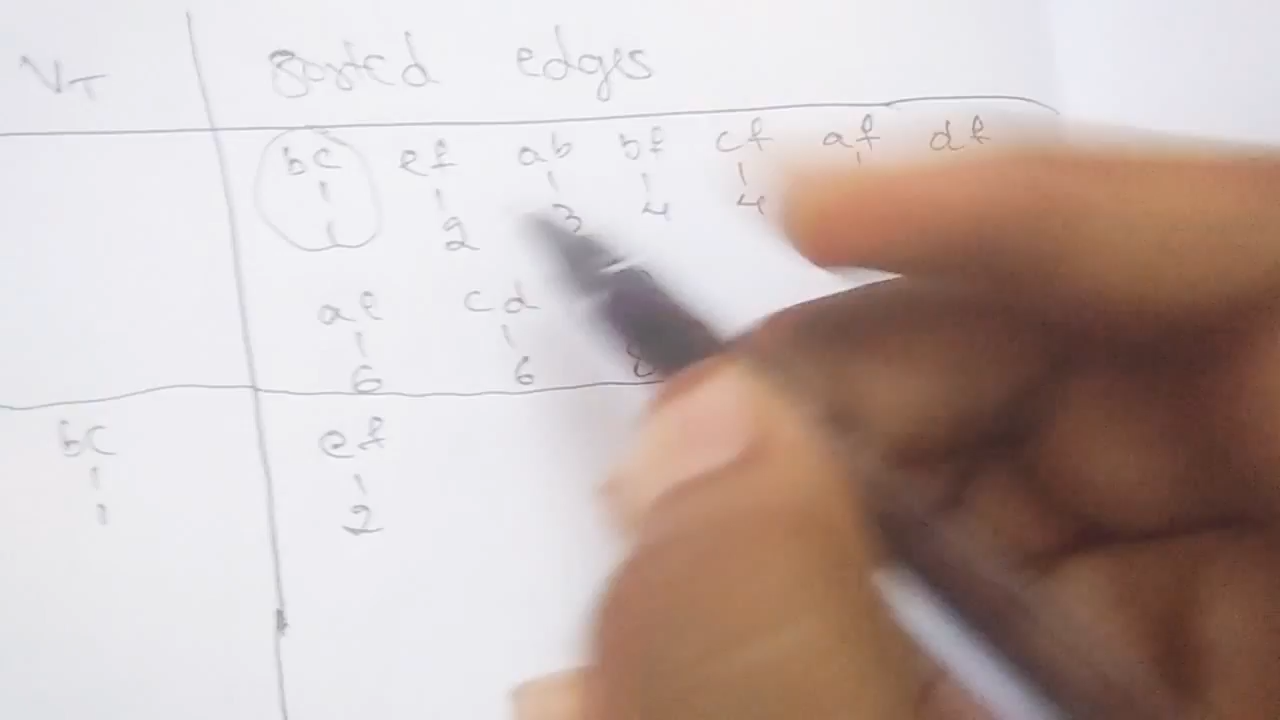 VT sorted edges
bc ef ab bf cf af df
1 2 3 4 4
ae cd
6 6 8
bc ef
1 2